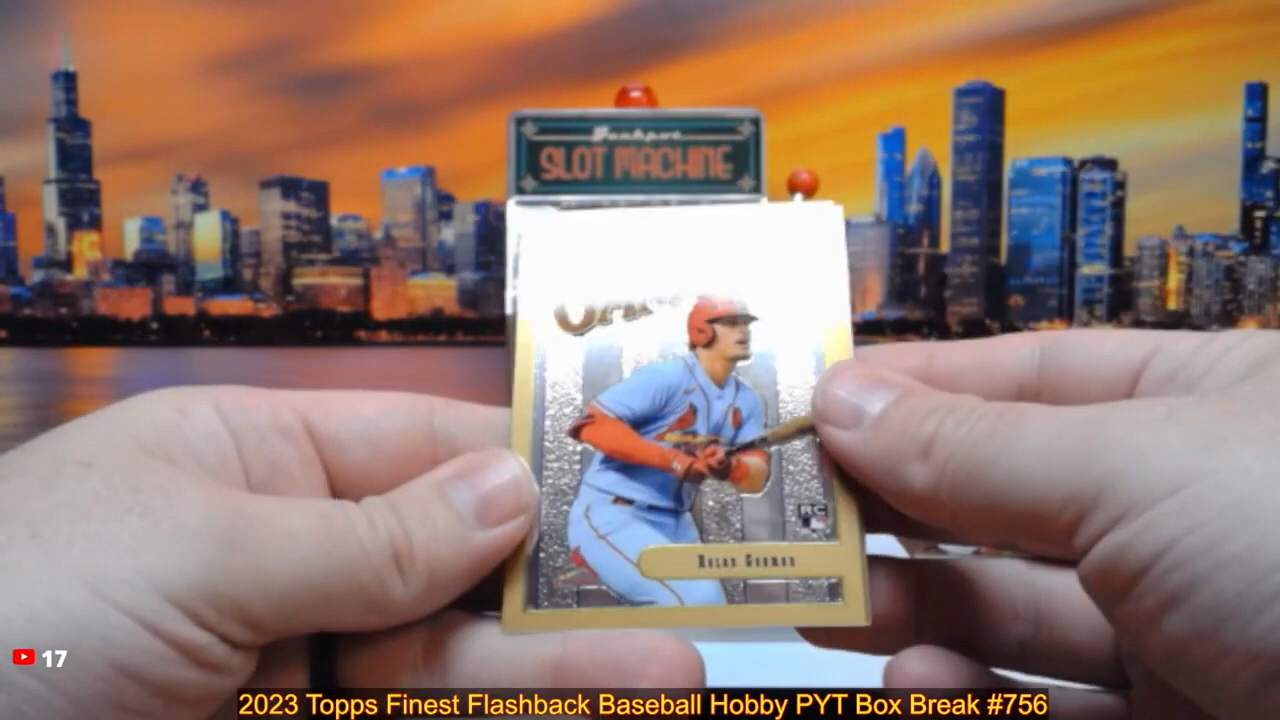 Jackpot
SLOT MACHINE
RC
NOLAN GORMAN
17
2023 Topps Finest Flashback Baseball Hobby PYT Box Break #756